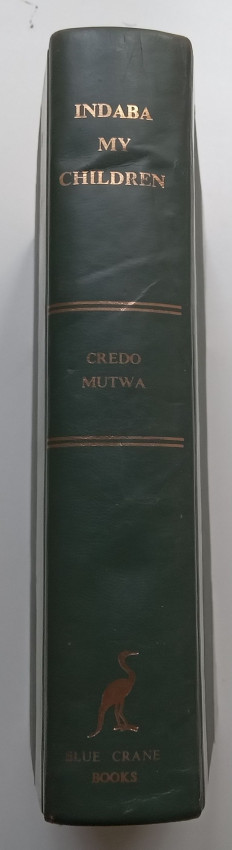 INDABA
MY
CHILDREN
CREDO
MUTWA
BLUE CRANE
BOOKS